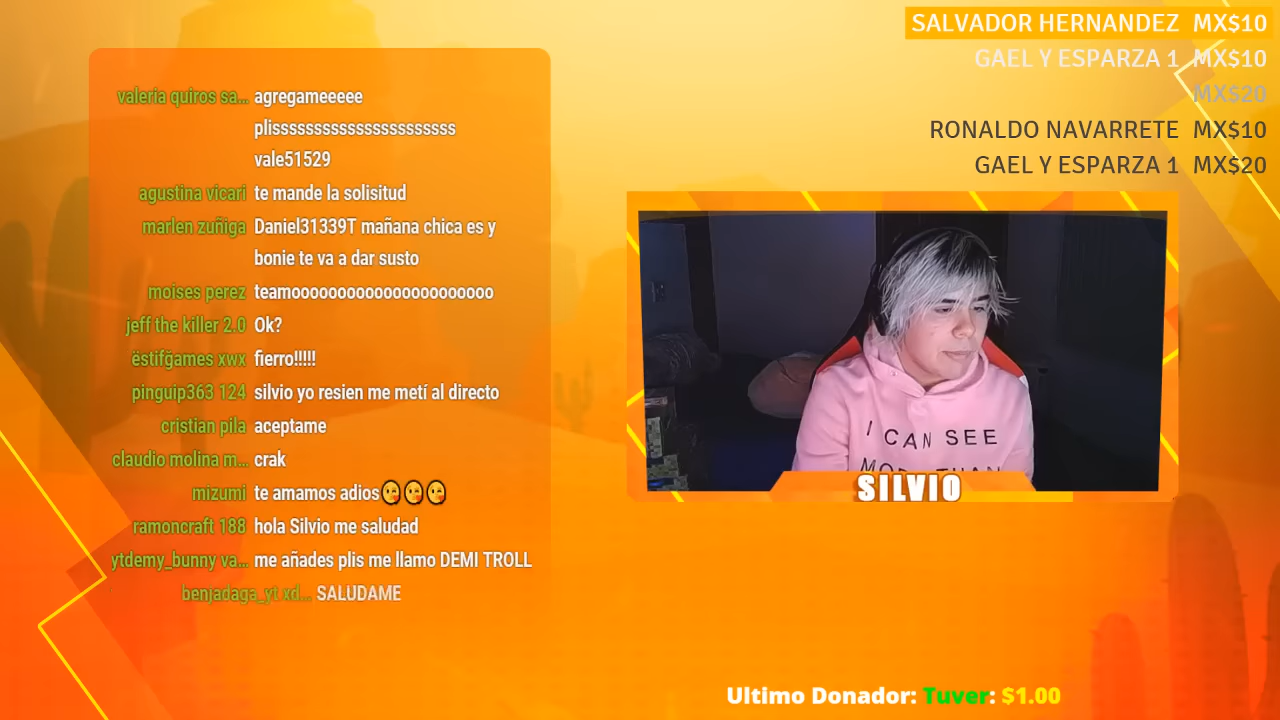 SALVADOR HERNANDEZ MX$10
GAEL Y ESPARZA 1 MX$10
MX$20
RONALDO NAVARRETE MX$10
GAEL Y ESPARZA 1 MX$20
valeria quiros sa... agregameeeee
plisssssssssssssssssssssss
vale51529
agustina vicari te mande la solisitud
marlen zuñiga Daniel31339T mañana chica es y
bonie te va a dar susto
moises perez teamoooooooooooooooooooooo
jeff the killer 2.0 Ok?
ëstifğames xwx fierro!!!!!
pinguip363 124 silvio yo resien me metí al directo
cristian pila aceptame
claudio molina m... crak
mizumi te amamos adios😘😘😘
ramoncraft 188 hola Silvio me saludad
ytdemy_bunny va... me añades plis me llamo DEMI TROLL
benjadaga_yt xd... SALUDAME
I CAN SEE
MORE THAN
SILVIO
Ultimo Donador: Tuver: $1.00